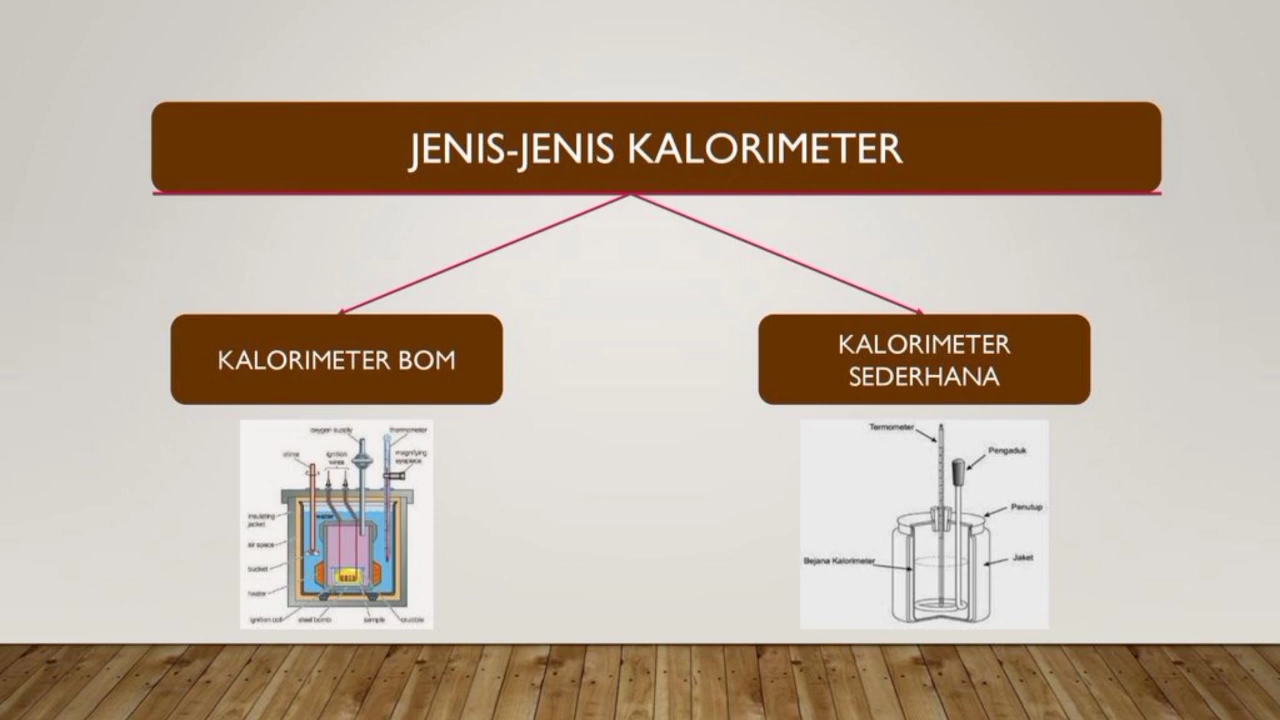 JENIS-JENIS KALORIMETER
KALORIMETER BOM
KALORIMETER
SEDERHANA
oxygen supply
thermometer
stirrer
ignition
wires
magnifying
eyepiece
water
insulating
jacket
air space
bucket
heater
ignition coil
steel bomb
sample
crucible
Termometer
Pengaduk
Penutup
Bejana Kalorimeter
Jaket